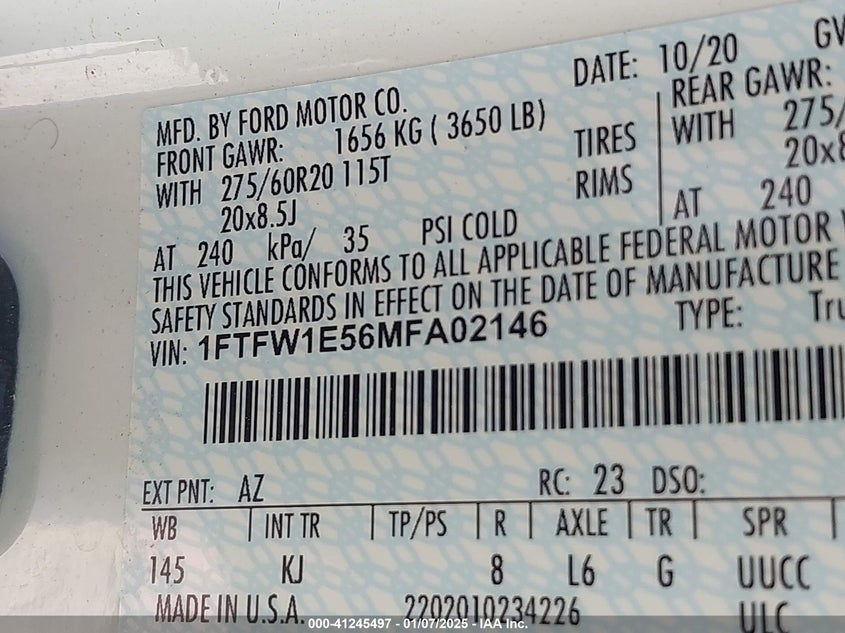 DATE: 10/20
MFD. BY FORD MOTOR CO.
FRONT GAWR: 1656 KG ( 3650 LB) REAR GAWR:
WITH 275/60R20 115T TIRES WITH
20x8.5J RIMS
AT 240 kPa/ 35 PSI COLD AT 240
THIS VEHICLE CONFORMS TO ALL APPLICABLE FEDERAL MOTOR
SAFETY STANDARDS IN EFFECT ON THE DATE OF MANUFACTURE
VIN: 1FTFW1E56MFA02146 TYPE:
EXT PNT: AZ RC: 23 DSO:
WB INT TR TP/PS R AXLE TR SPR
145 KJ 8 L6 G UUCC
MADE IN U.S.A. 2202010234226 ULC
000-41245497 - 01/07/2025 - IAA Inc.